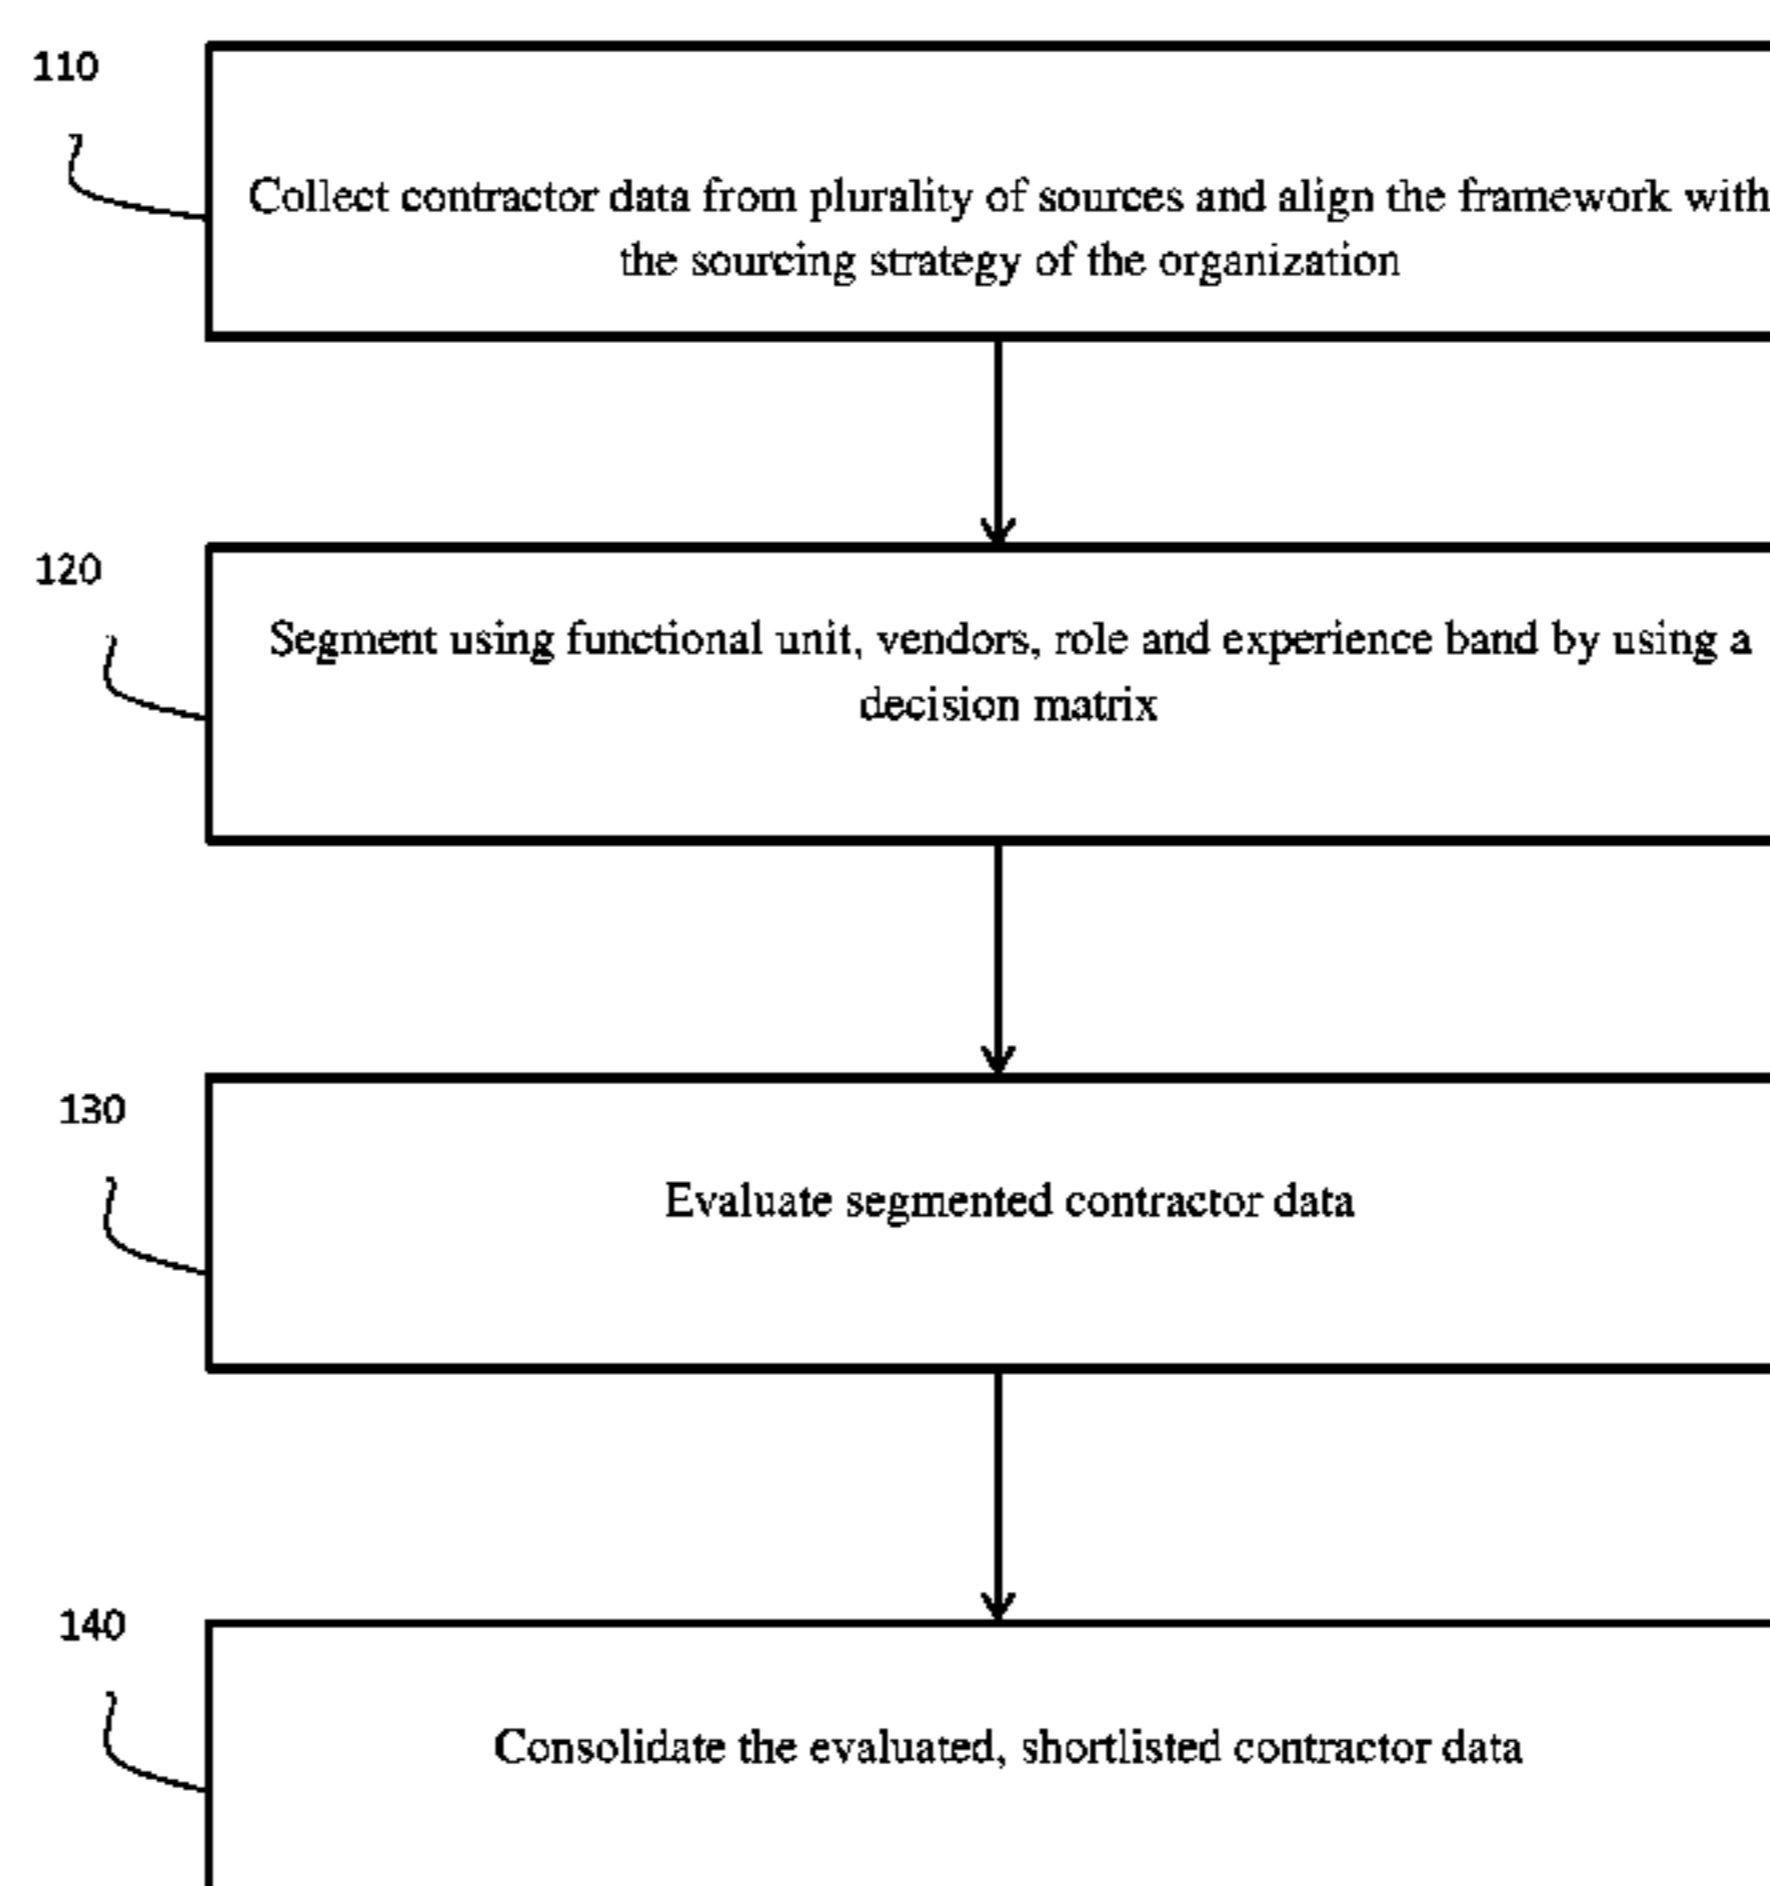 110
Collect contractor data from plurality of sources and align the framework with
the sourcing strategy of the organization
120
Segment using functional unit, vendors, role and experience band by using a
decision matrix
130
Evaluate segmented contractor data
140
Consolidate the evaluated, shortlisted contractor data